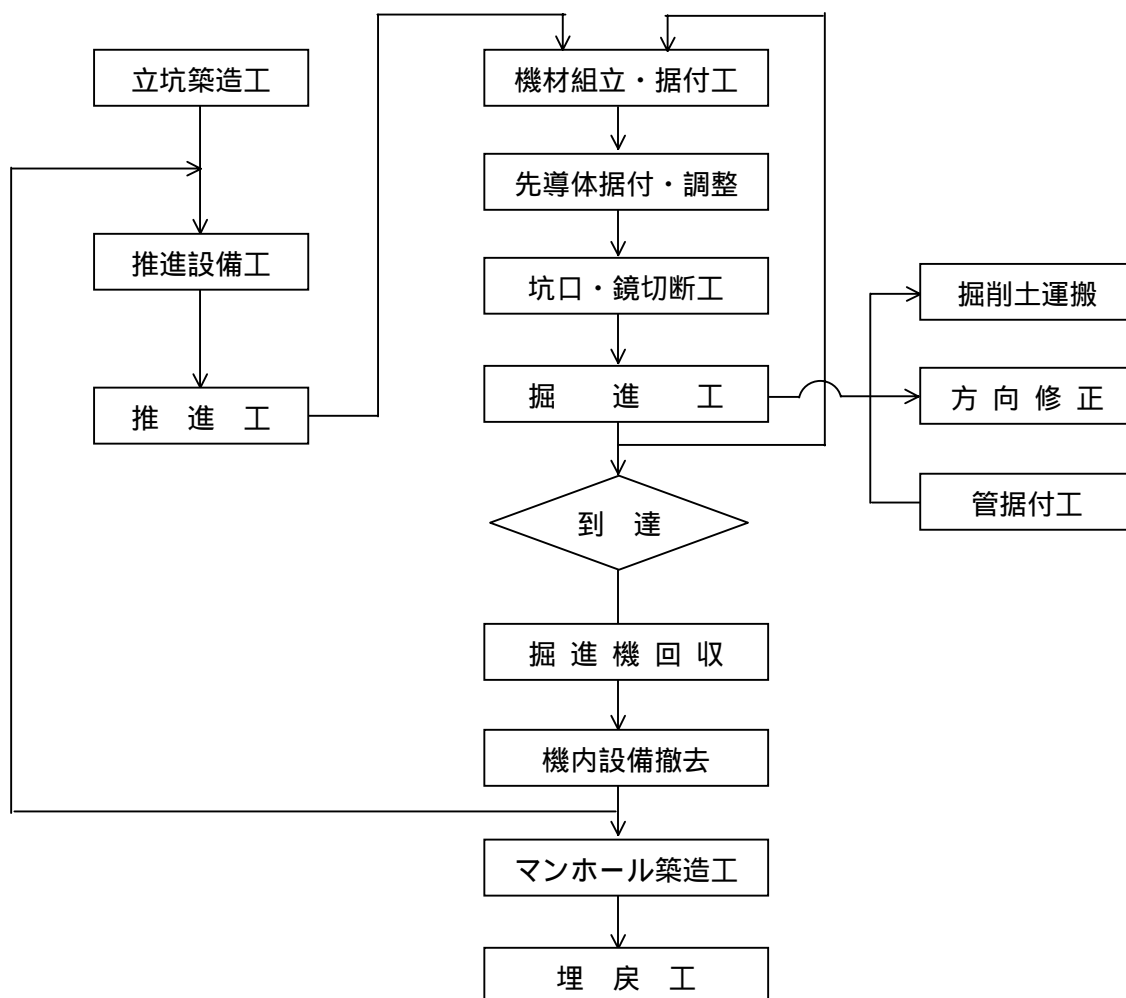 立坑築造工
推進設備工
推　進　工
機材組立・据付工
先導体据付・調整
坑口・鏡切断工
掘　　進　　工
掘削土運搬
方 向 修 正
管据付工
到　達
掘 進 機 回 収
機内設備撤去
マンホール築造工
埋　戻　工